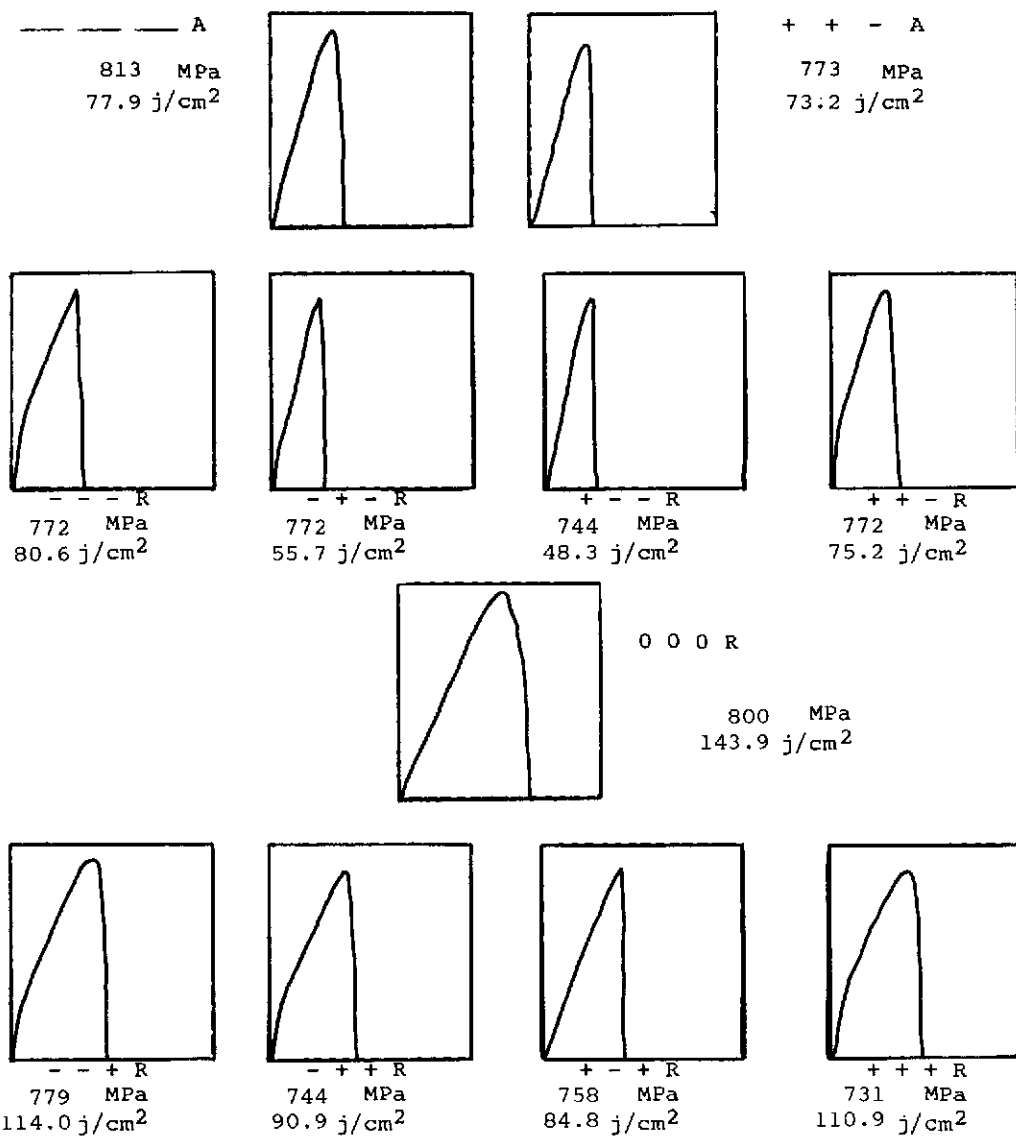 — — — A
813 MPa
77.9 j/cm²
+ + - A
773 MPa
73.2 j/cm²
- - - R
772 MPa
80.6 j/cm²
- + - R
772 MPa
55.7 j/cm²
+ - - R
744 MPa
48.3 j/cm²
+ + - R
772 MPa
75.2 j/cm²
0 0 0 R
800 MPa
143.9 j/cm²
- - + R
779 MPa
114.0 j/cm²
- + + R
744 MPa
90.9 j/cm²
+ - + R
758 MPa
84.8 j/cm²
+ + + R
731 MPa
110.9 j/cm²